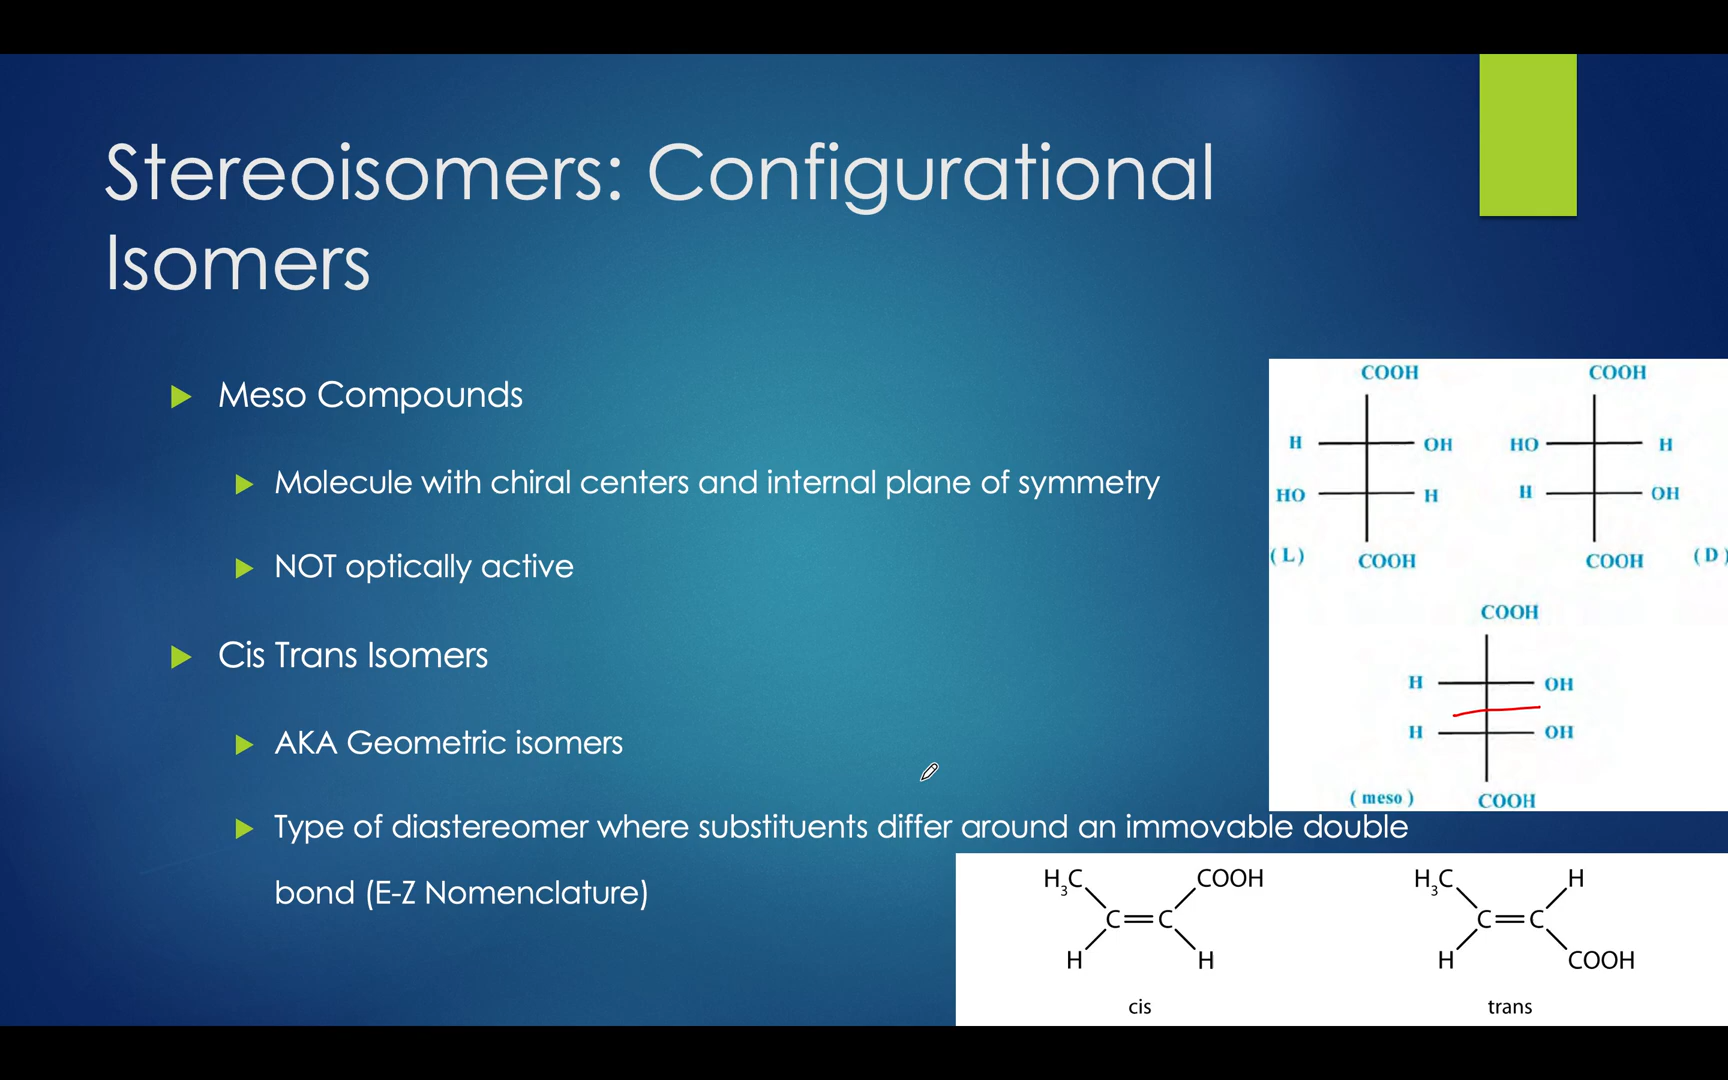 Stereoisomers: Configurational
Isomers
Meso Compounds
Molecule with chiral centers and internal plane of symmetry
NOT optically active
Cis Trans Isomers
AKA Geometric isomers
Type of diastereomer where substituents differ around an immovable double
bond (E-Z Nomenclature)
COOH COOH
H OH HO H
HO H H OH
(L) COOH COOH (D)
COOH
H OH
H OH
(meso) COOH
H₃C COOH H₃C H
C=C C=C
H H H COOH
cis trans